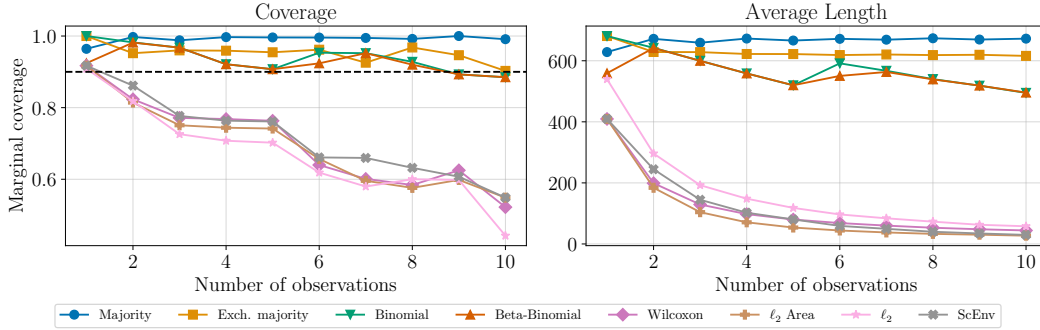 Coverage
Marginal coverage
1.0
0.8
0.6
2 4 6 8 10
Number of observations
Average Length
600
400
200
0
2 4 6 8 10
Number of observations
Majority Exch. majority Binomial Beta-Binomial Wilcoxon ℓ₂ Area ℓ₂ ScEnv